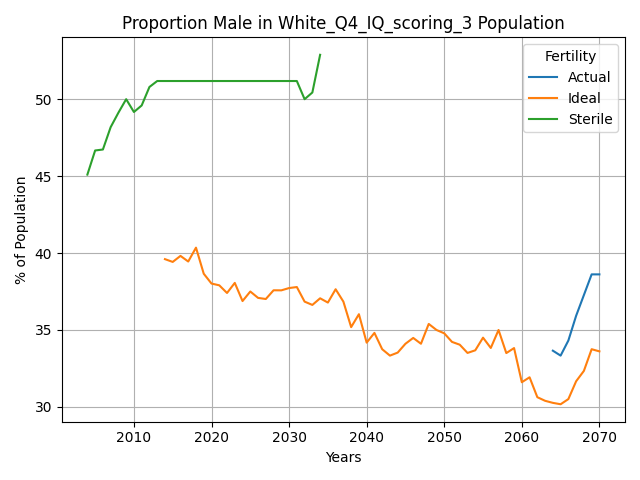 Proportion Male in White_Q4_IQ_scoring_3 Population
Fertility
Actual
Ideal
Sterile
% of Population
50
45
40
35
30
2010 2020 2030 2040 2050 2060 2070
Years